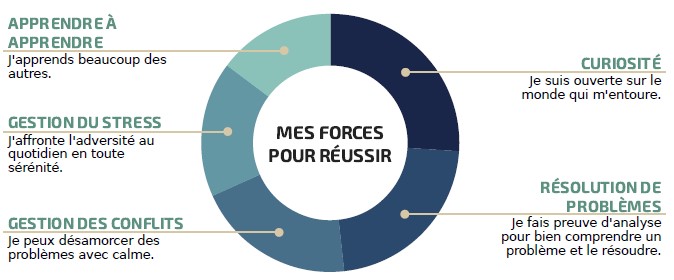 APPRENDRE À
APPRENDRE
J'apprends beaucoup des
autres.
GESTION DU STRESS
J'affronte l'adversité au
quotidien en toute
sérénité.
GESTION DES CONFLITS
Je peux désamorcer des
problèmes avec calme.
MES FORCES
POUR RÉUSSIR
CURIOSITÉ
Je suis ouverte sur le
monde qui m'entoure.
RÉSOLUTION DE
PROBLÈMES
Je fais preuve d'analyse
pour bien comprendre un
problème et le résoudre.